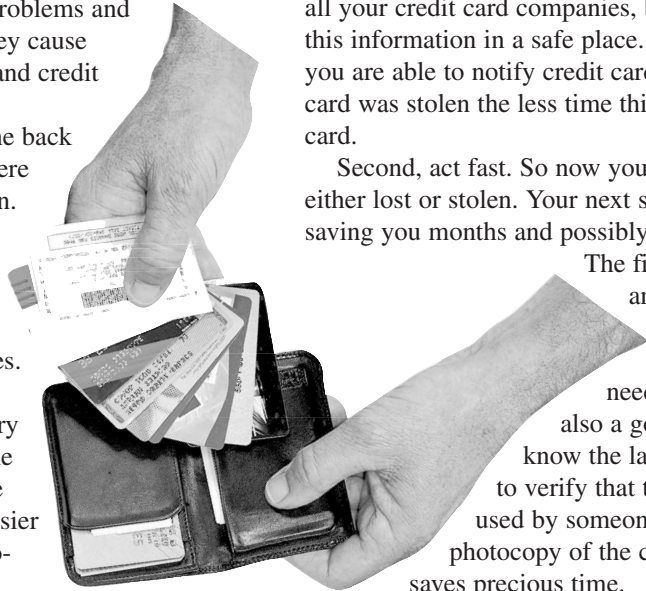 roblems and
ey cause
and credit
e back
ere
n.
es.
ry
e
e
sier
-
all your credit card companies, b
this information in a safe place.
you are able to notify credit card
card was stolen the less time thi
card.
Second, act fast. So now you
either lost or stolen. Your next s
saving you months and possibly
The fi
an
need
also a go
know the la
to verify that t
used by someon
photocopy of the c
saves precious time.